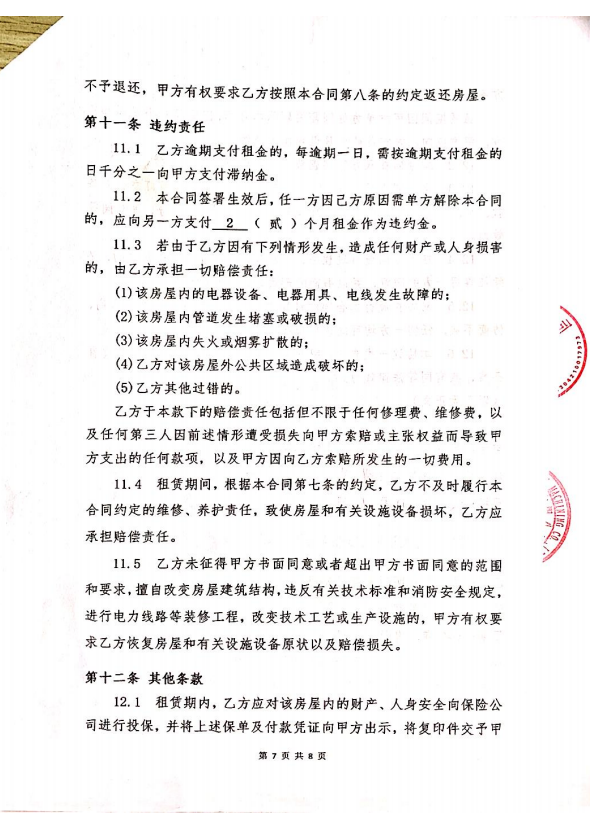 不予退还，甲方有权要求乙方按照本合同第八条的约定返还房屋。
第十一条 违约责任
11.1 乙方逾期支付租金的，每逾期一日，需按逾期支付租金的
日千分之一向甲方支付滞纳金。
11.2 本合同签署生效后，任一方因己方原因需单方解除本合同
的，应向另一方支付 2 （ 贰 ）个月租金作为违约金。
11.3 若由于乙方因有下列情形发生，造成任何财产或人身损害
的，由乙方承担一切赔偿责任：
(1)该房屋内的电器设备、电器用具、电线发生故障的；
(2)该房屋内管道发生堵塞或破损的；
(3)该房屋内失火或烟雾扩散的；
(4)乙方对该房屋外公共区域造成破坏的；
(5)乙方其他过错的。
乙方于本款下的赔偿责任包括但不限于任何修理费、维修费，以
及任何第三人因前述情形遭受损失向甲方索赔或主张权益而导致甲
方支出的任何款项，以及甲方因向乙方索赔所发生的一切费用。
11.4 租赁期间，根据本合同第七条的约定，乙方不及时履行本
合同约定的维修、养护责任，致使房屋和有关设施设备损坏，乙方应
承担赔偿责任。
11.5 乙方未征得甲方书面同意或者超出甲方书面同意的范围
和要求，擅自改变房屋建筑结构，违反有关技术标准和消防安全规定，
进行电力线路等装修工程，改变技术工艺或生产设施的，甲方有权要
求乙方恢复房屋和有关设施设备原状以及赔偿损失。
第十二条 其他条款
12.1 租赁期内，乙方应对该房屋内的财产、人身安全向保险公
司进行投保，并将上述保单及付款凭证向甲方出示，将复印件交予甲
第 7 页 共 8 页
MACHINING CO.